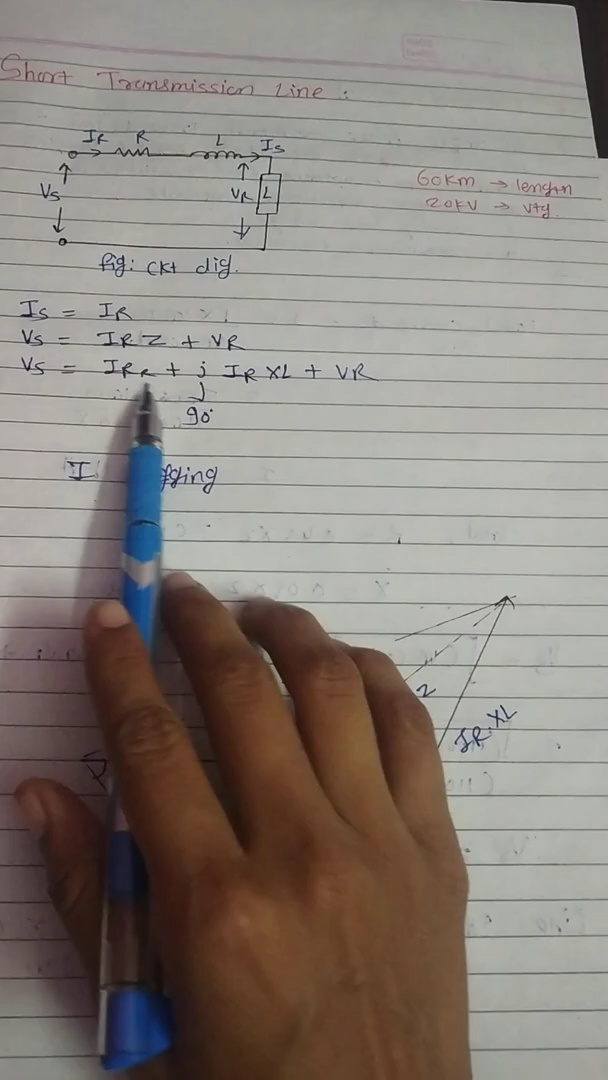 Short Transmission Line :
IR R L Is
Vs VR L
60Km → length
20KV → Vtg.
fig: CKt dig.
Is = IR
Vs = IR Z + VR
Vs = IRR + j IR XL + VR
90°
I gging
Z
IR.XL